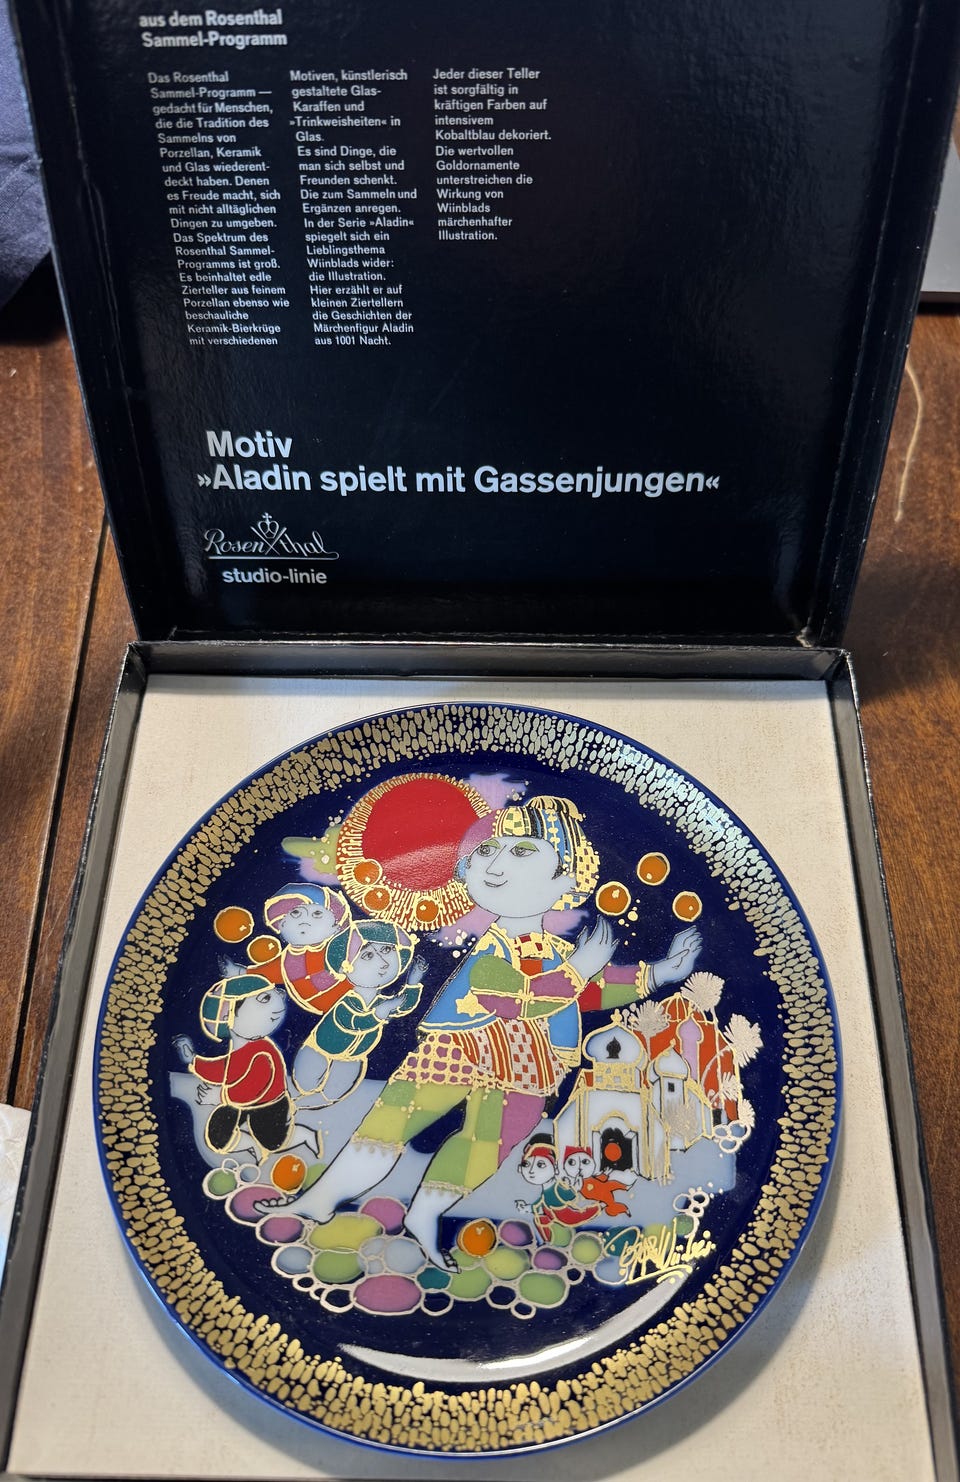 aus dem Rosenthal
Sammel-Programm
Das Rosenthal
Sammel-Programm —
gedacht für Menschen,
die die Tradition des
Sammelns von
Porzellan, Keramik
und Glas wiederent-
deckt haben. Denen
es Freude macht, sich
mit nicht alltäglichen
Dingen zu umgeben.
Das Spektrum des
Rosenthal Sammel-
Programms ist groß.
Es beinhaltet edle
Zierteller aus feinem
Porzellan ebenso wie
beschauliche
Keramik-Bierkrüge
mit verschiedenen
Motiven, künstlerisch
gestaltete Glas-
Karaffen und
»Trinkweisheiten« in
Glas.
Es sind Dinge, die
man sich selbst und
Freunden schenkt.
Die zum Sammeln und
Ergänzen anregen.
In der Serie »Aladin«
spiegelt sich ein
Lieblingsthema
Wiinblads wider:
die Illustration.
Hier erzählt er auf
kleinen Ziertellern
die Geschichten der
Märchenfigur Aladin
aus 1001 Nacht.
Jeder dieser Teller
ist sorgfältig in
kräftigen Farben auf
intensivem
Kobaltblau dekoriert.
Die wertvollen
Goldornamente
unterstreichen die
Wirkung von
Wiinblads
märchenhafter
Illustration.
Motiv
»Aladin spielt mit Gassenjungen«
Rosenthal
studio-linie